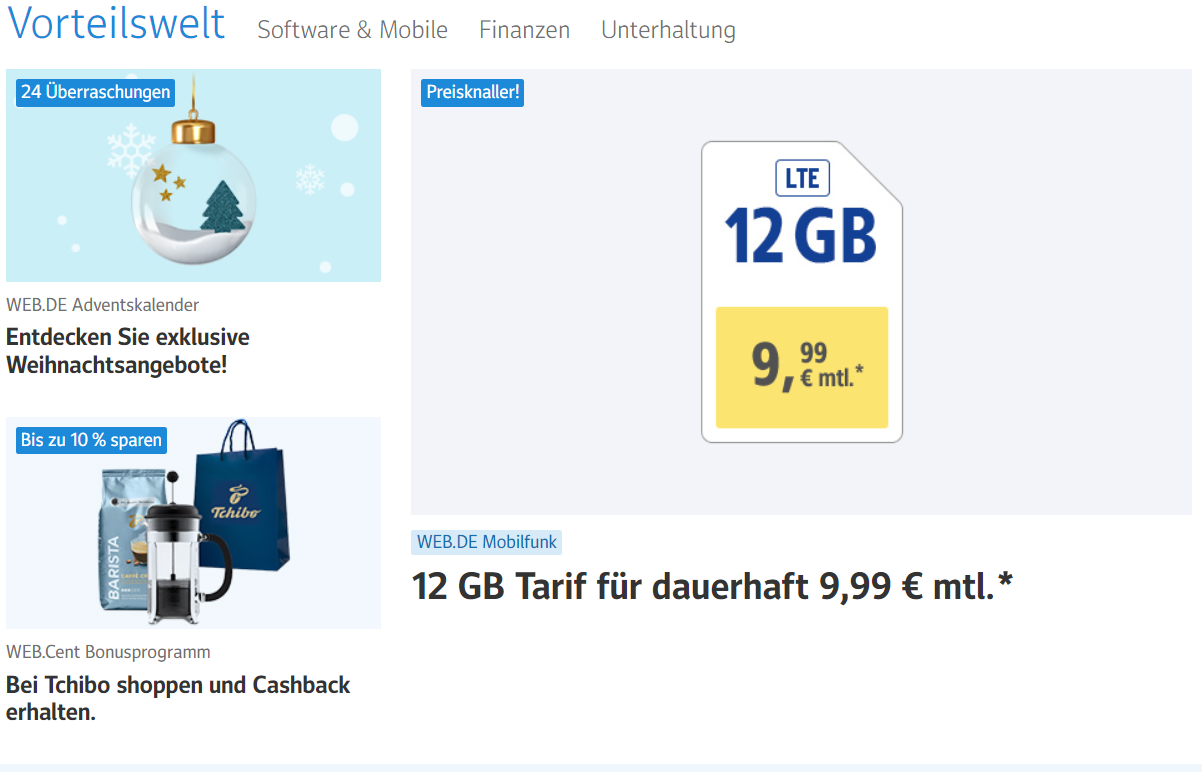 Vorteilswelt Software & Mobile Finanzen Unterhaltung
24 Überraschungen
WEB.DE Adventskalender
Entdecken Sie exklusive
Weihnachtsangebote!
Bis zu 10 % sparen
Tchibo
BARISTA
WEB.Cent Bonusprogramm
Bei Tchibo shoppen und Cashback
erhalten.
Preisknaller!
LTE
12 GB
9,99
€ mtl.*
WEB.DE Mobilfunk
12 GB Tarif für dauerhaft 9,99 € mtl.*